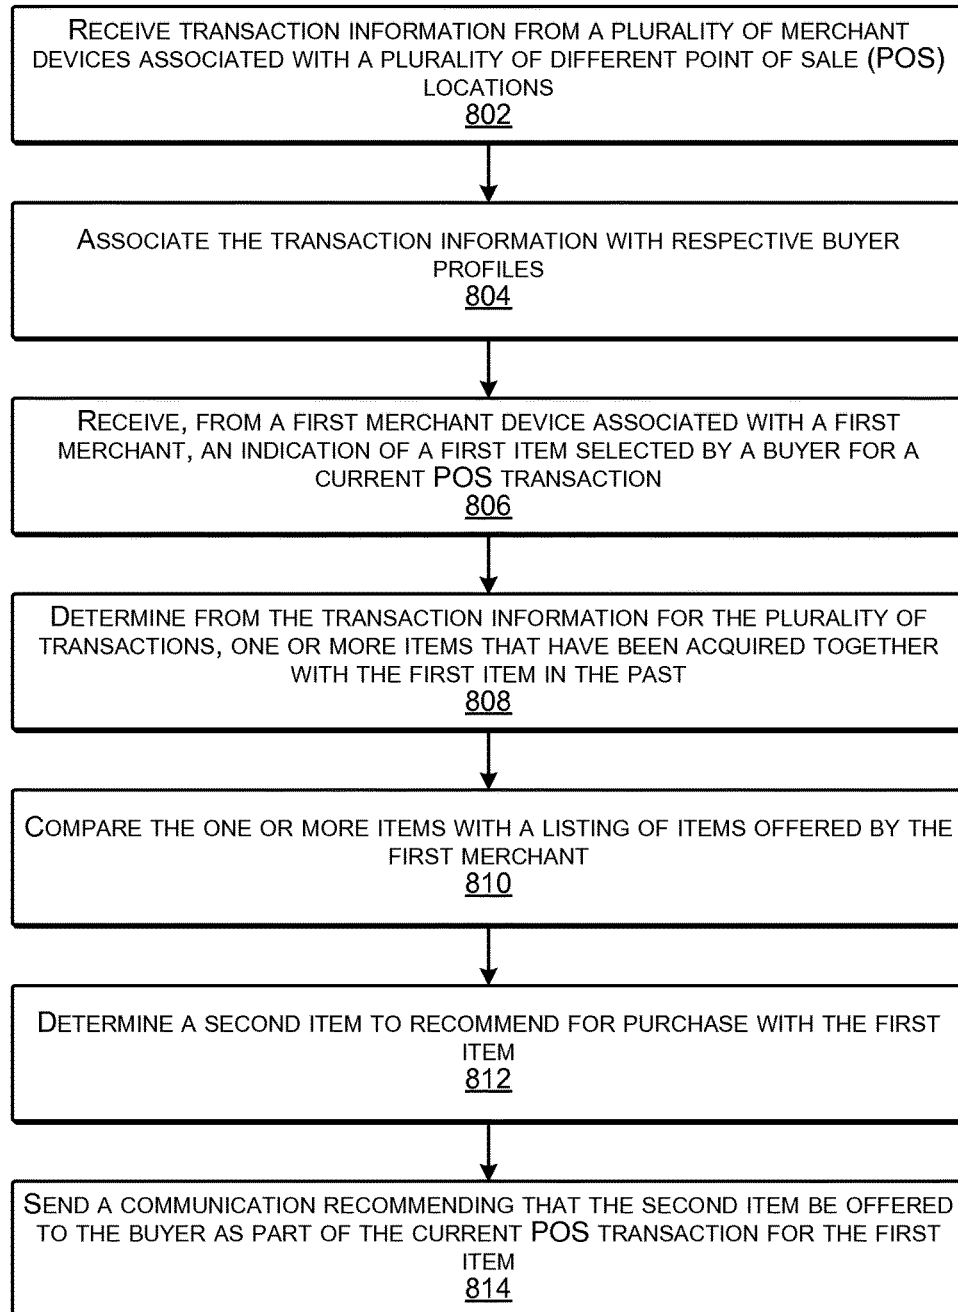 RECEIVE TRANSACTION INFORMATION FROM A PLURALITY OF MERCHANT
DEVICES ASSOCIATED WITH A PLURALITY OF DIFFERENT POINT OF SALE (POS)
LOCATIONS
802
ASSOCIATE THE TRANSACTION INFORMATION WITH RESPECTIVE BUYER
PROFILES
804
RECEIVE, FROM A FIRST MERCHANT DEVICE ASSOCIATED WITH A FIRST
MERCHANT, AN INDICATION OF A FIRST ITEM SELECTED BY A BUYER FOR A
CURRENT POS TRANSACTION
806
DETERMINE FROM THE TRANSACTION INFORMATION FOR THE PLURALITY OF
TRANSACTIONS, ONE OR MORE ITEMS THAT HAVE BEEN ACQUIRED TOGETHER
WITH THE FIRST ITEM IN THE PAST
808
COMPARE THE ONE OR MORE ITEMS WITH A LISTING OF ITEMS OFFERED BY THE
FIRST MERCHANT
810
DETERMINE A SECOND ITEM TO RECOMMEND FOR PURCHASE WITH THE FIRST
ITEM
812
SEND A COMMUNICATION RECOMMENDING THAT THE SECOND ITEM BE OFFERED
TO THE BUYER AS PART OF THE CURRENT POS TRANSACTION FOR THE FIRST
ITEM
814